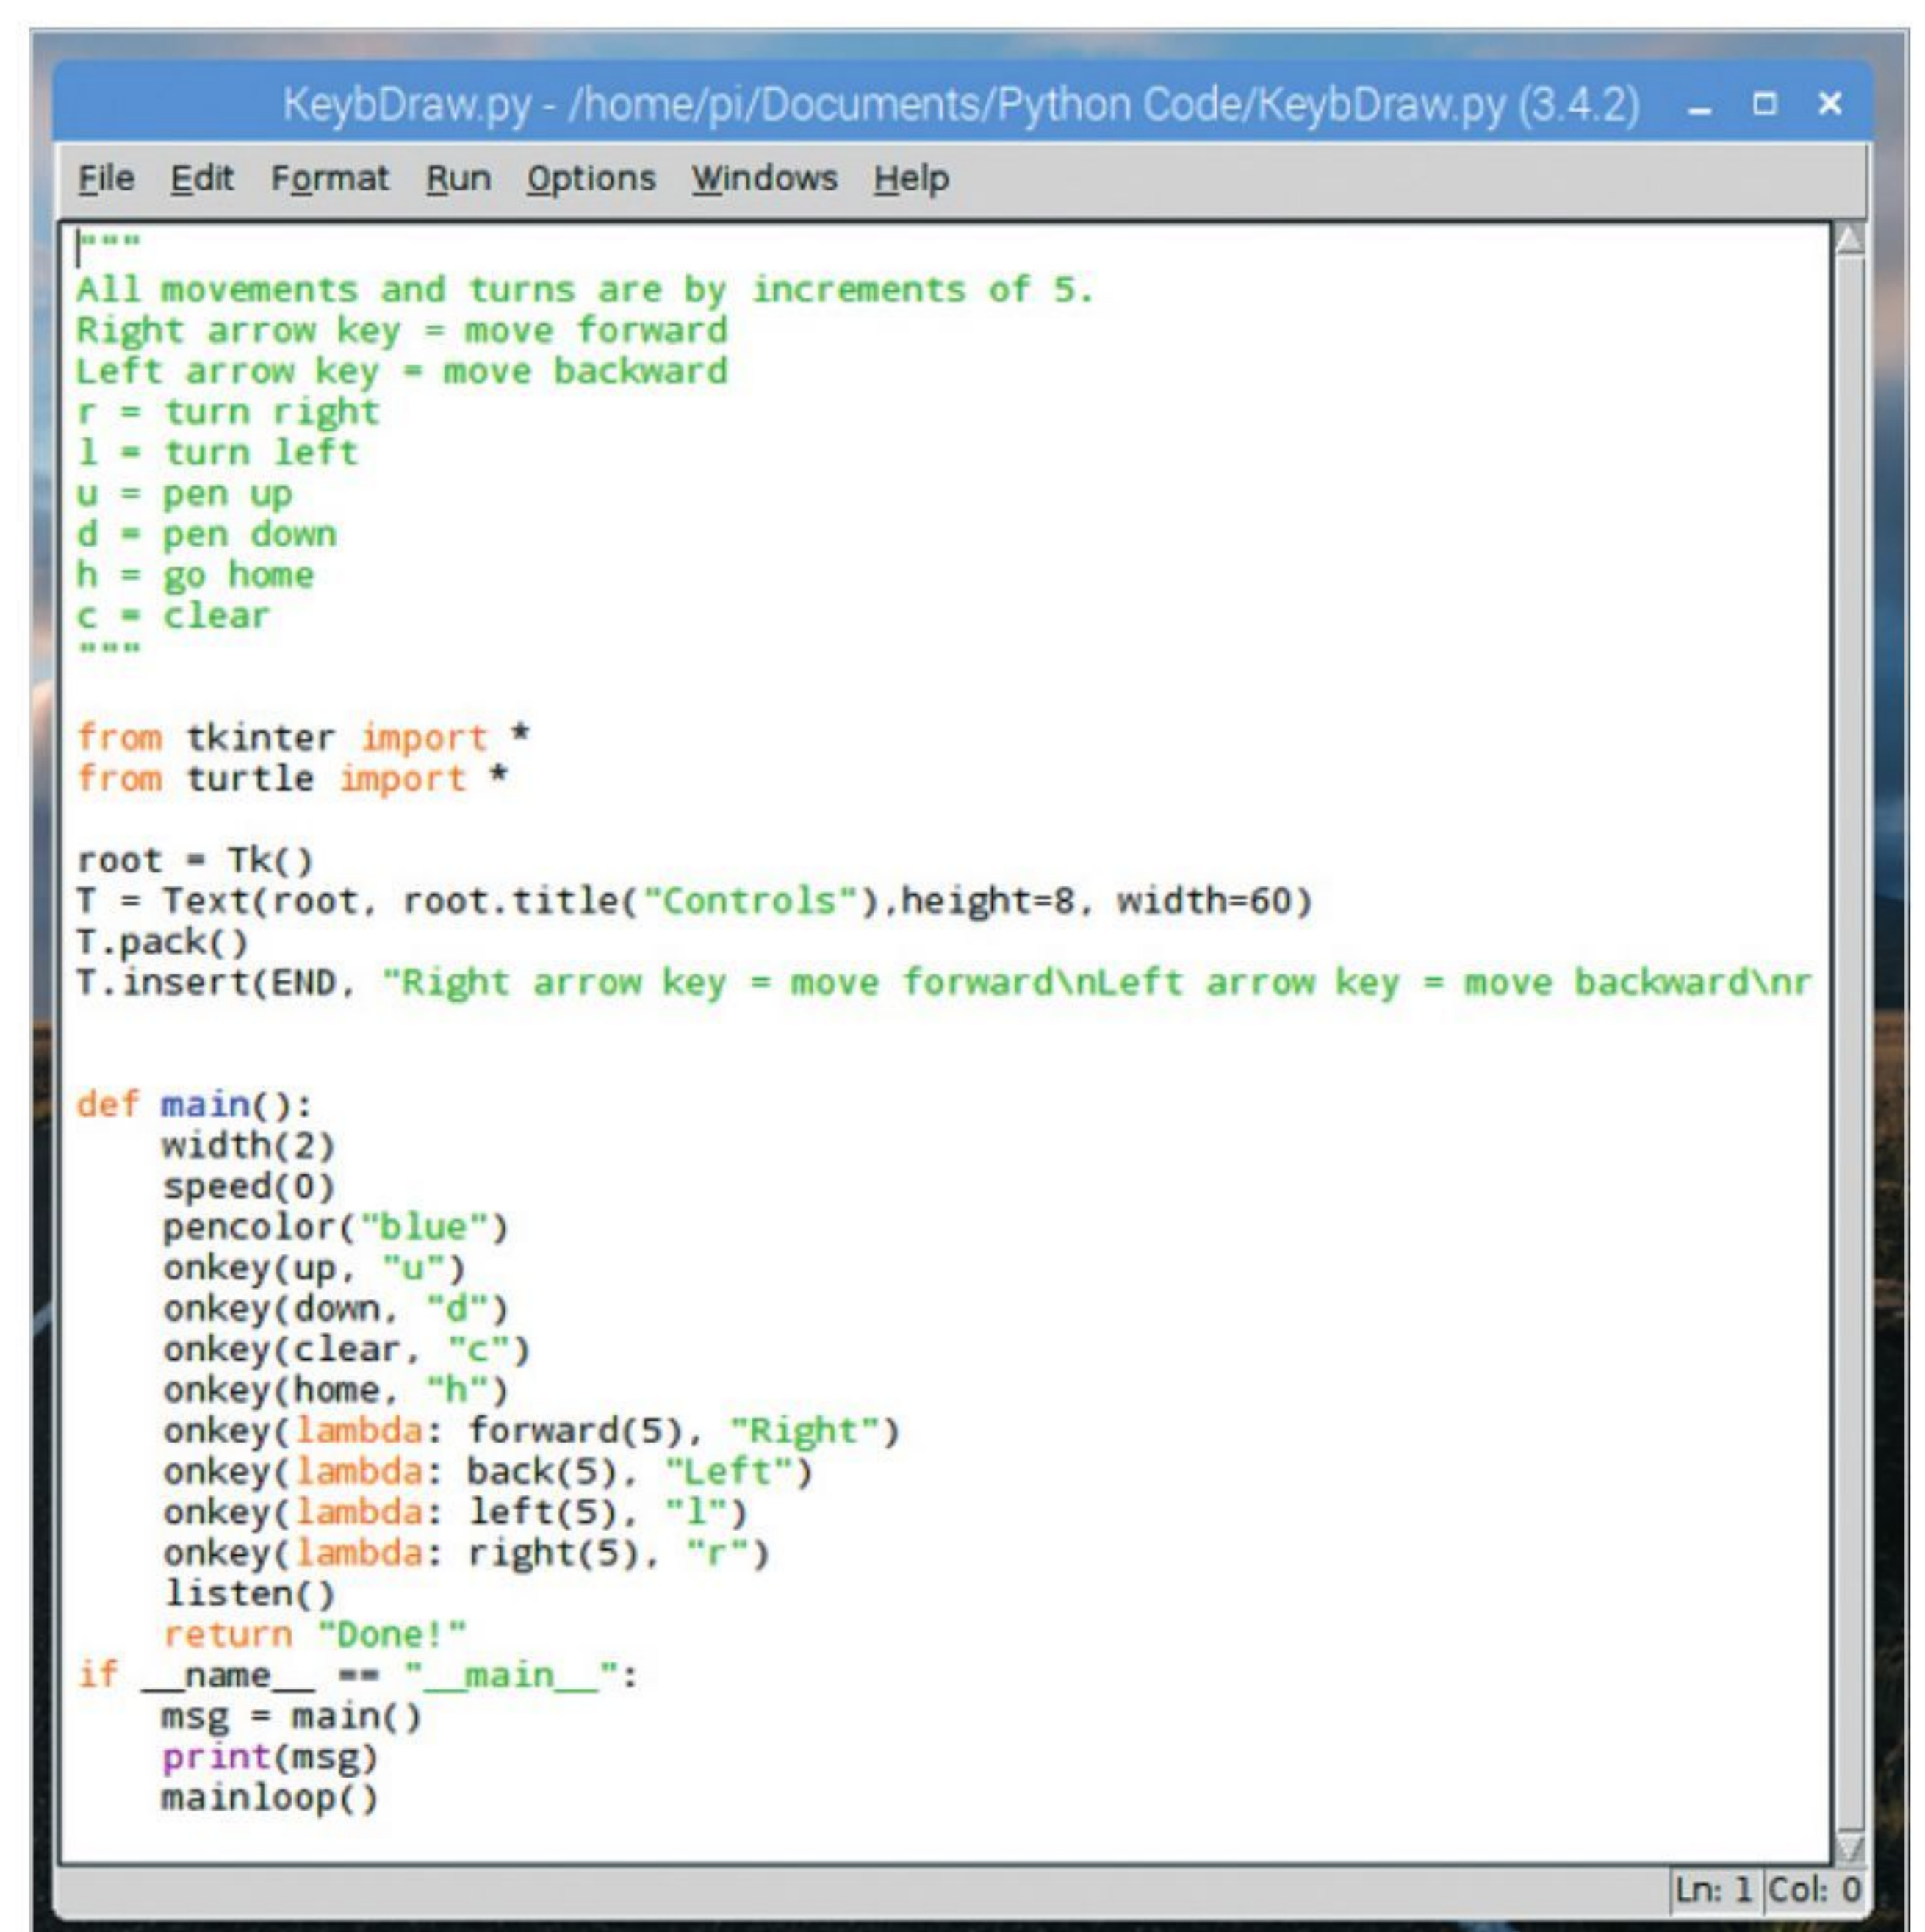 KeybDraw.py - /home/pi/Documents/Python Code/KeybDraw.py (3.4.2)
File Edit Format Run Options Windows Help
"""
All movements and turns are by increments of 5.
Right arrow key = move forward
Left arrow key = move backward
r = turn right
l = turn left
u = pen up
d = pen down
h = go home
c = clear
"""
from tkinter import *
from turtle import *
root = Tk()
T = Text(root, root.title("Controls"),height=8, width=60)
T.pack()
T.insert(END, "Right arrow key = move forward\nLeft arrow key = move backward\nr
def main():
    width(2)
    speed(0)
    pencolor("blue")
    onkey(up, "u")
    onkey(down, "d")
    onkey(clear, "c")
    onkey(home, "h")
    onkey(lambda: forward(5), "Right")
    onkey(lambda: back(5), "Left")
    onkey(lambda: left(5), "l")
    onkey(lambda: right(5), "r")
    listen()
    return "Done!"
if __name__ == "__main__":
    msg = main()
    print(msg)
    mainloop()
Ln: 1 Col: 0